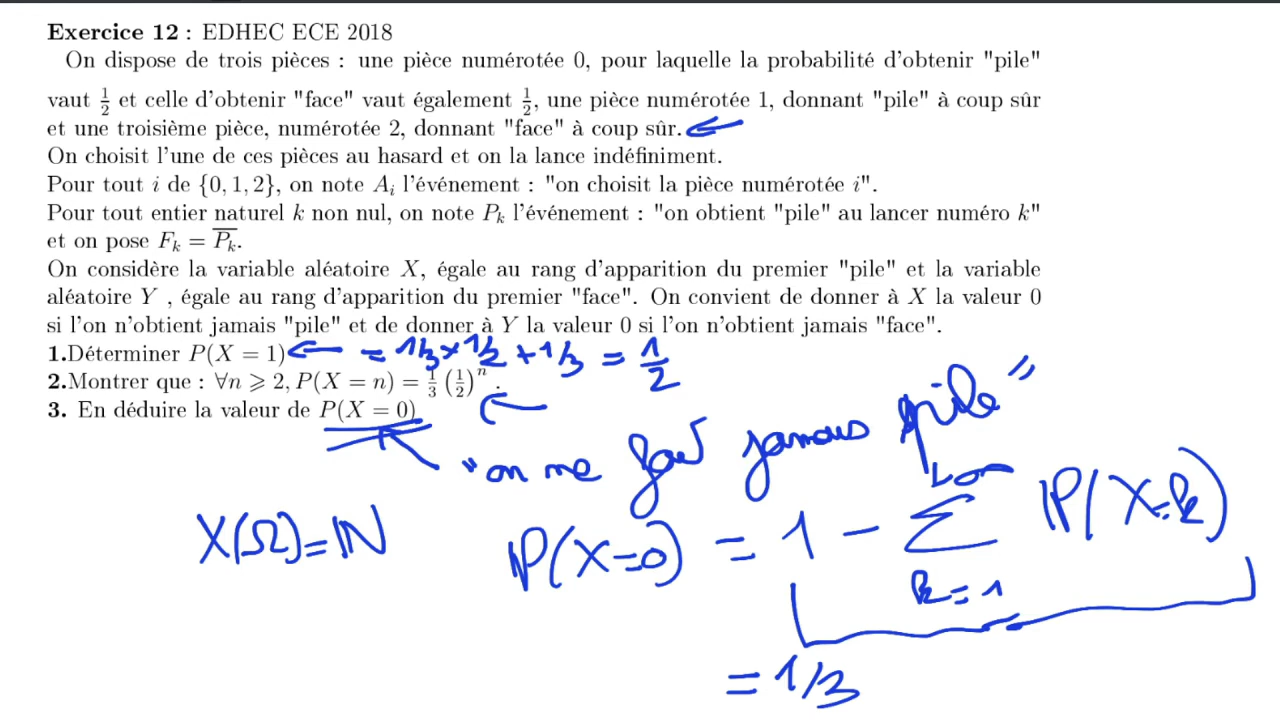 Exercice 12 : EDHEC ECE 2018
On dispose de trois pièces : une pièce numérotée 0, pour laquelle la probabilité d'obtenir "pile"
vaut 1/2 et celle d'obtenir "face" vaut également 1/2, une pièce numérotée 1, donnant "pile" à coup sûr
et une troisième pièce, numérotée 2, donnant "face" à coup sûr.
On choisit l'une de ces pièces au hasard et on la lance indéfiniment.
Pour tout i de {0, 1, 2}, on note A_i l'événement : "on choisit la pièce numérotée i".
Pour tout entier naturel k non nul, on note P_k l'événement : "on obtient "pile" au lancer numéro k"
et on pose F_k = \overline{P_k}.
On considère la variable aléatoire X, égale au rang d'apparition du premier "pile" et la variable
aléatoire Y , égale au rang d'apparition du premier "face". On convient de donner à X la valeur 0
si l'on n'obtient jamais "pile" et de donner à Y la valeur 0 si l'on n'obtient jamais "face".
1.Déterminer P(X = 1) = 1/3 × 1/2 + 1/3 = 1/2
2.Montrer que : ∀n ⩾ 2, P(X = n) = 1/3 (1/2)^n .
3. En déduire la valeur de P(X = 0)
"on ne fait jamais pile"
X(Ω)=ℕ
ℙ(X=0) = 1 − ∑_{k=1}^{+∞} ℙ(X=k)
= 1/3